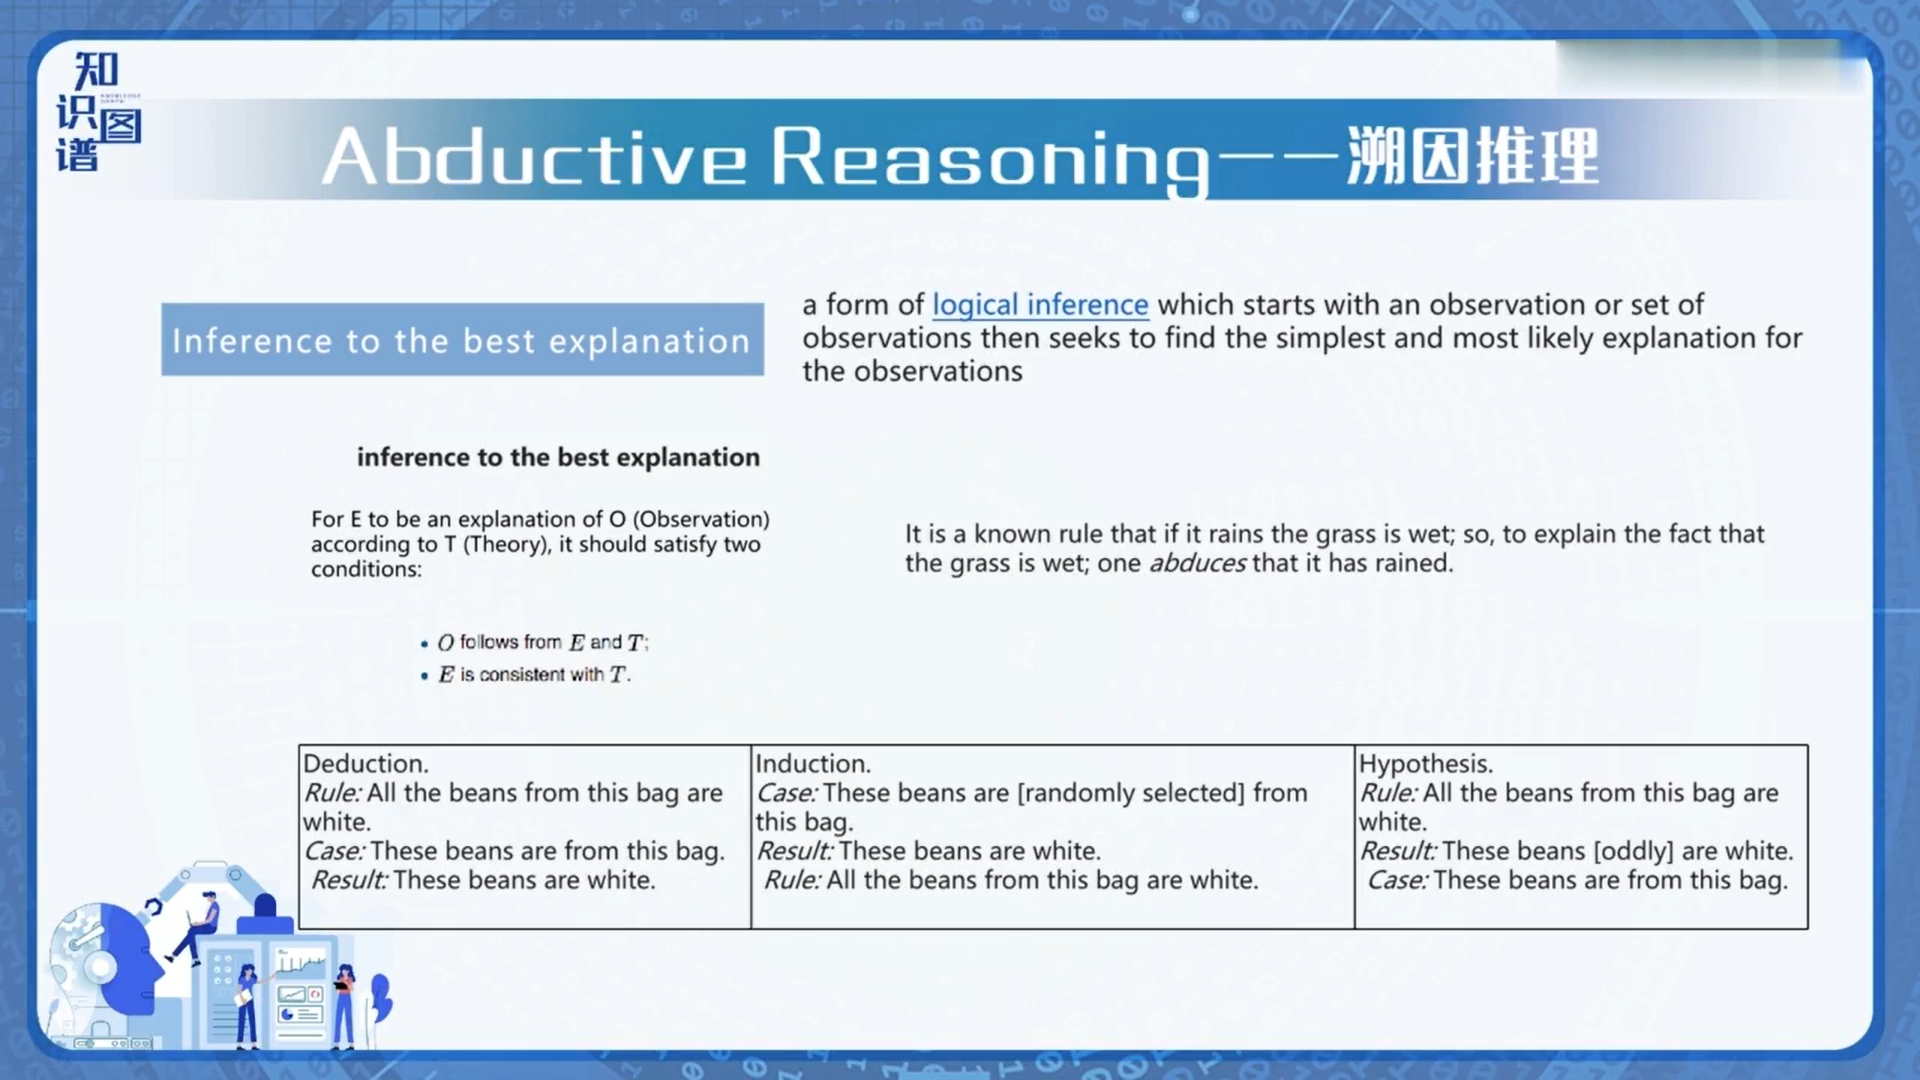 知
识图
谱
KNOWLEDGE
GRAPH
Abductive Reasoning——溯因推理
Inference to the best explanation
a form of logical inference which starts with an observation or set of
observations then seeks to find the simplest and most likely explanation for
the observations
inference to the best explanation
For E to be an explanation of O (Observation)
according to T (Theory), it should satisfy two
conditions:
• O follows from E and T;
• E is consistent with T.
It is a known rule that if it rains the grass is wet; so, to explain the fact that
the grass is wet; one abduces that it has rained.
Deduction.
Rule: All the beans from this bag are
white.
Case: These beans are from this bag.
Result: These beans are white.
Induction.
Case: These beans are [randomly selected] from
this bag.
Result: These beans are white.
Rule: All the beans from this bag are white.
Hypothesis.
Rule: All the beans from this bag are
white.
Result: These beans [oddly] are white.
Case: These beans are from this bag.